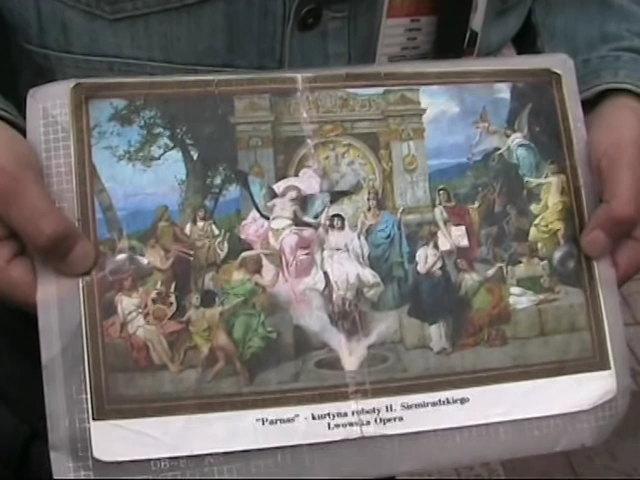 "Parnas" - kurtyna roboty H. Siemiradzkiego
Lwowska Opera